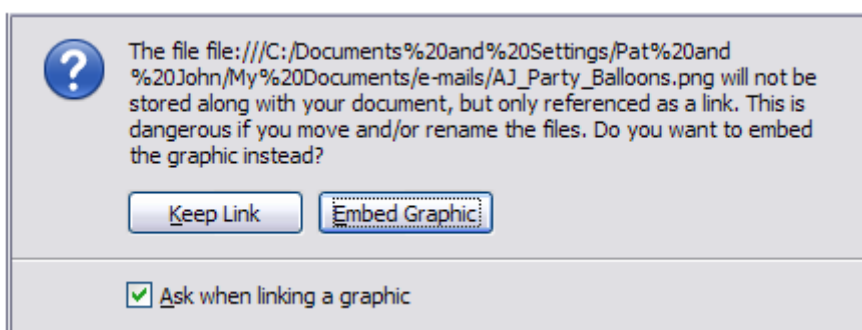 The file file:///C:/Documents%20and%20Settings/Pat%20and
%20John/My%20Documents/e-mails/AJ_Party_Balloons.png will not be
stored along with your document, but only referenced as a link. This is
dangerous if you move and/or rename the files. Do you want to embed
the graphic instead?
Keep Link Embed Graphic
Ask when linking a graphic